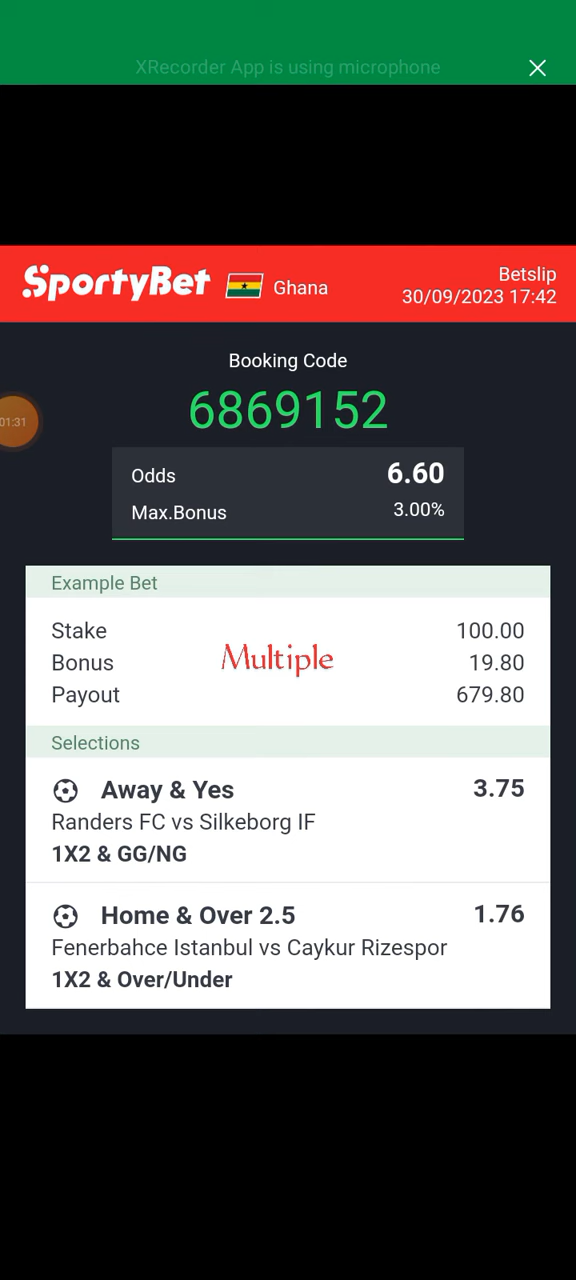 XRecorder App is using microphone
SportyBet Ghana
Betslip
30/09/2023 17:42
Booking Code
6869152
01:31
Odds 6.60
Max.Bonus 3.00%
Example Bet
Stake 100.00
Bonus 19.80
Multiple
Payout 679.80
Selections
Away & Yes 3.75
Randers FC vs Silkeborg IF
1X2 & GG/NG
Home & Over 2.5 1.76
Fenerbahce Istanbul vs Caykur Rizespor
1X2 & Over/Under